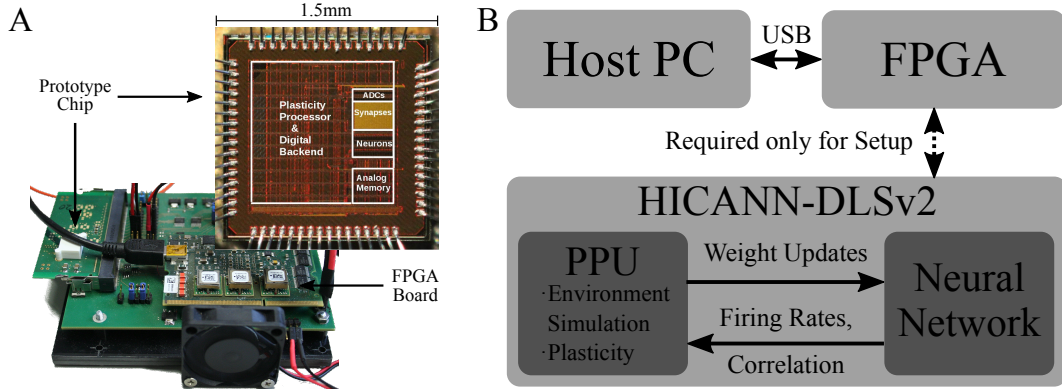 A
1.5mm
Prototype
Chip
Plasticity
Processor
&
Digital
Backend
ADCs
Synapses
Neurons
Analog
Memory
FPGA
Board
B
Host PC
USB
FPGA
Required only for Setup
HICANN-DLSv2
PPU
·Environment
Simulation
·Plasticity
Weight Updates
Firing Rates,
Correlation
Neural
Network